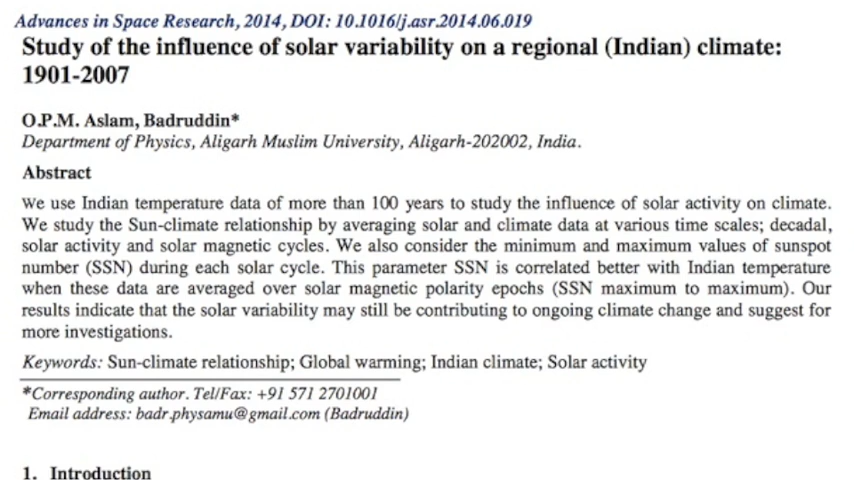 Advances in Space Research, 2014, DOI: 10.1016/j.asr.2014.06.019
Study of the influence of solar variability on a regional (Indian) climate:
1901-2007
O.P.M. Aslam, Badruddin*
Department of Physics, Aligarh Muslim University, Aligarh-202002, India.
Abstract
We use Indian temperature data of more than 100 years to study the influence of solar activity on climate.
We study the Sun-climate relationship by averaging solar and climate data at various time scales; decadal,
solar activity and solar magnetic cycles. We also consider the minimum and maximum values of sunspot
number (SSN) during each solar cycle. This parameter SSN is correlated better with Indian temperature
when these data are averaged over solar magnetic polarity epochs (SSN maximum to maximum). Our
results indicate that the solar variability may still be contributing to ongoing climate change and suggest for
more investigations.
Keywords: Sun-climate relationship; Global warming; Indian climate; Solar activity
*Corresponding author. Tel/Fax: +91 571 2701001
Email address: badr.physamu@gmail.com (Badruddin)
1. Introduction